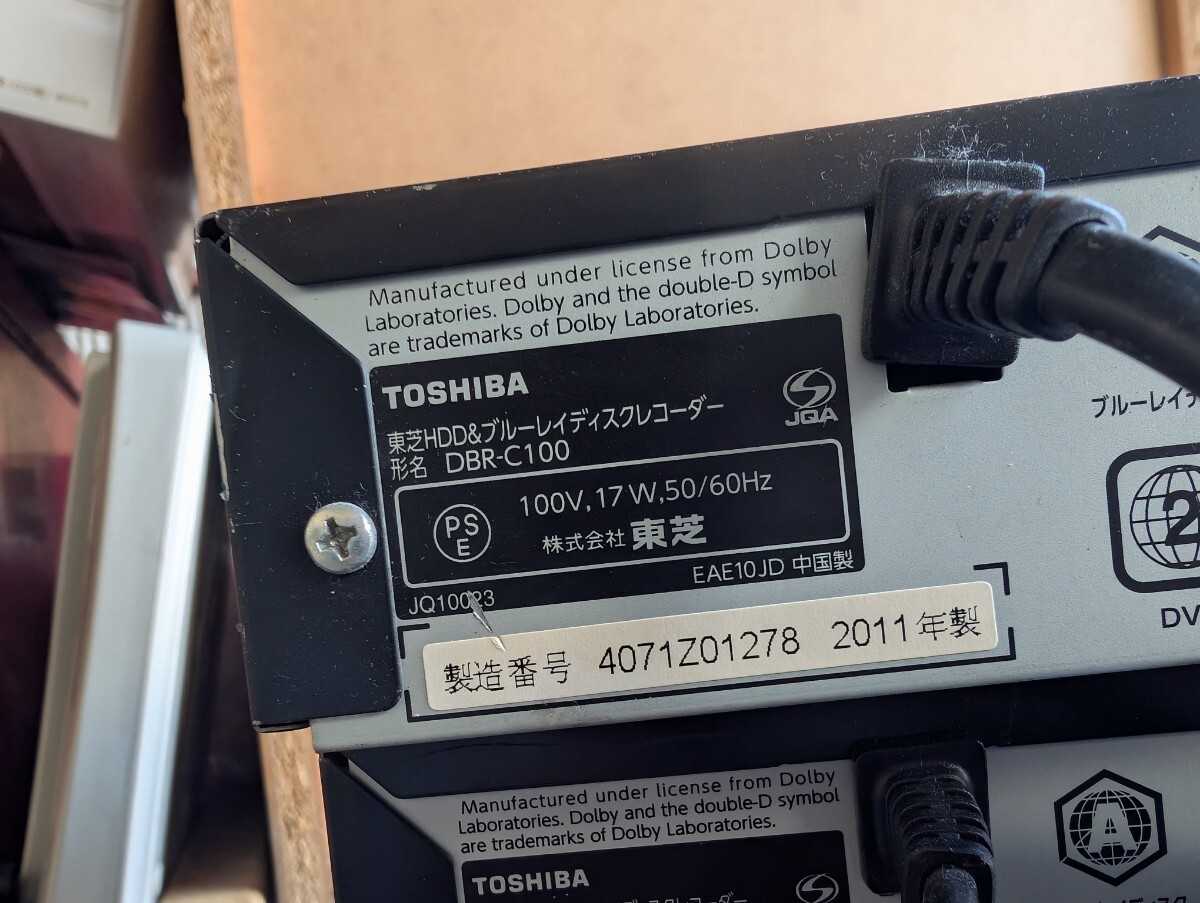 Manufactured under license from Dolby
Laboratories. Dolby and the double-D symbol
are trademarks of Dolby Laboratories.
TOSHIBA
JQA
東芝HDD&ブルーレイディスクレコーダー
形名 DBR-C100
PS
E
100V,17W,50/60Hz
株式会社 東芝
EAE10JD 中国製
JQ10023
製造番号 4071Z01278 2011年製
ブルーレイデ
2
DV
Manufactured under license from Dolby
Laboratories. Dolby and the double-D symbol
are trademarks of Dolby Laboratories.
TOSHIBA
A